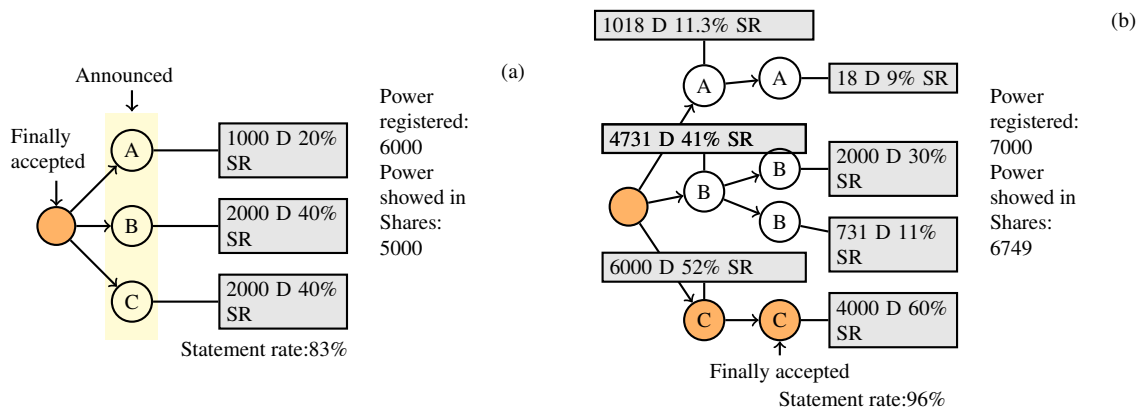 (a)
Announced
Finally
accepted
A
B
C
1000 D 20%
SR
2000 D 40%
SR
2000 D 40%
SR
Power
registered:
6000
Power
showed in
Shares:
5000
Statement rate:83%
(b)
1018 D 11.3% SR
A
A
18 D 9% SR
4731 D 41% SR
B
B
2000 D 30%
SR
B
731 D 11%
SR
6000 D 52% SR
C
C
4000 D 60%
SR
Finally accepted
Power
registered:
7000
Power
showed in
Shares:
6749
Statement rate:96%